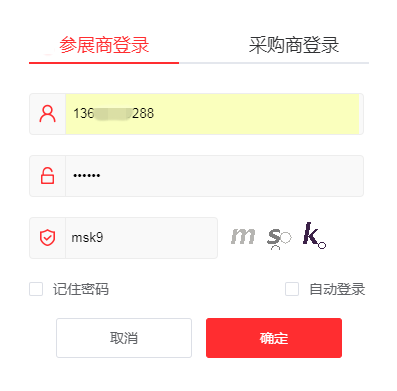 参展商登录 采购商登录
136 288
••••••
msk9 m s k
记住密码 自动登录
取消 确定